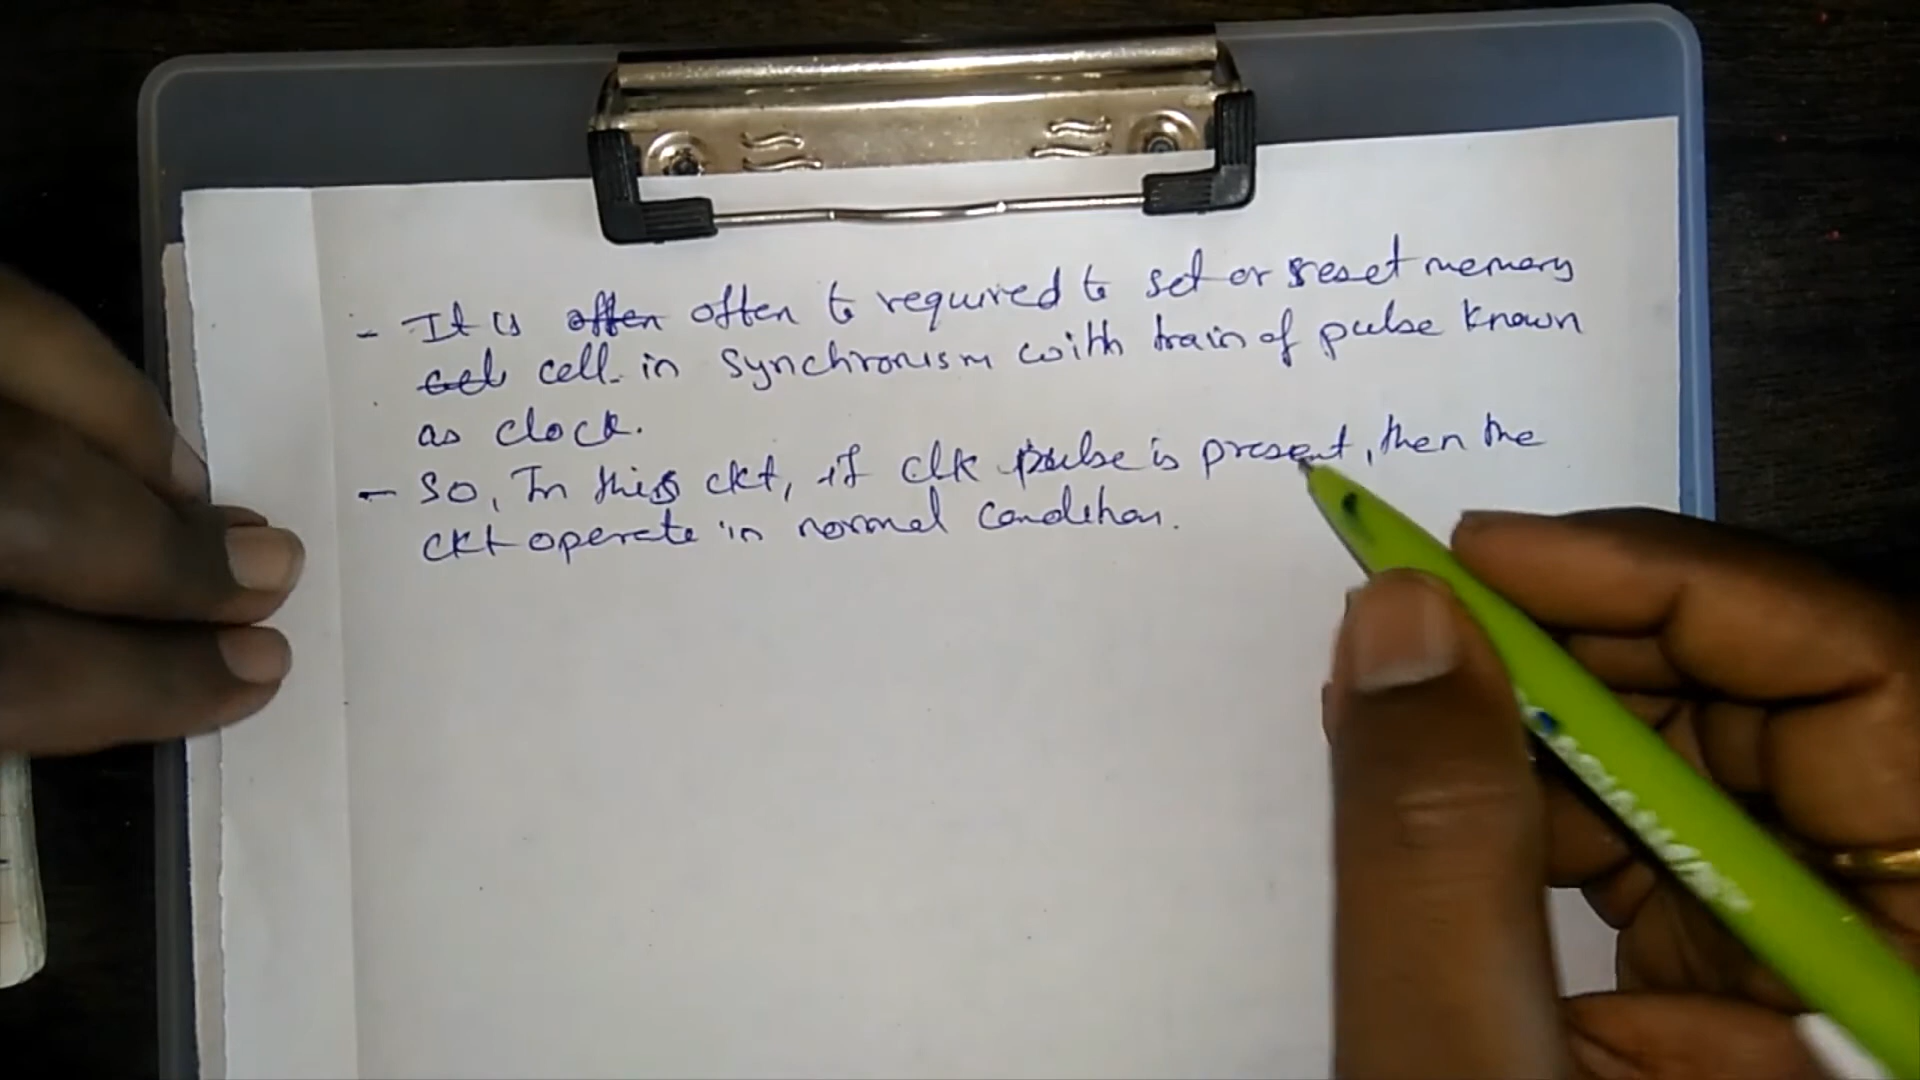 - It is often often to required to set or reset memory
cel cell in synchronism with train of pulse known
as clock.
- So, In this ckt, if clk pulse is present, then the
ckt operate in normal condition.